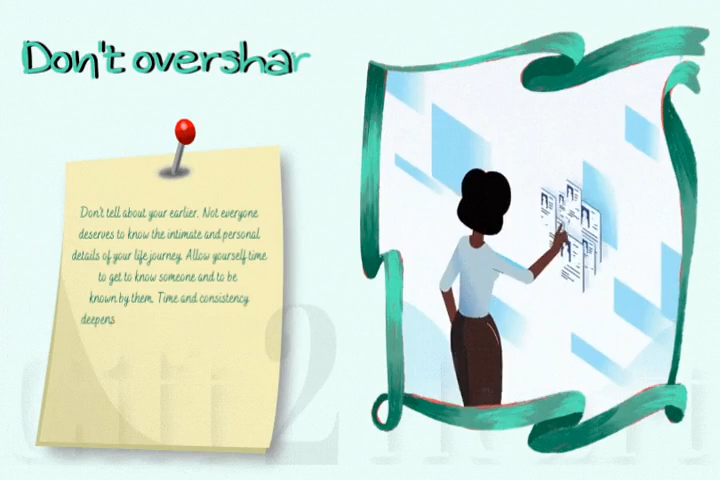 Don't overshar
Don't tell about your earlier. Not everyone
deserves to know the intimate and personal
details of your life journey. Allow yourself time
to get to know someone and to be
known by them. Time and consistency
deepens